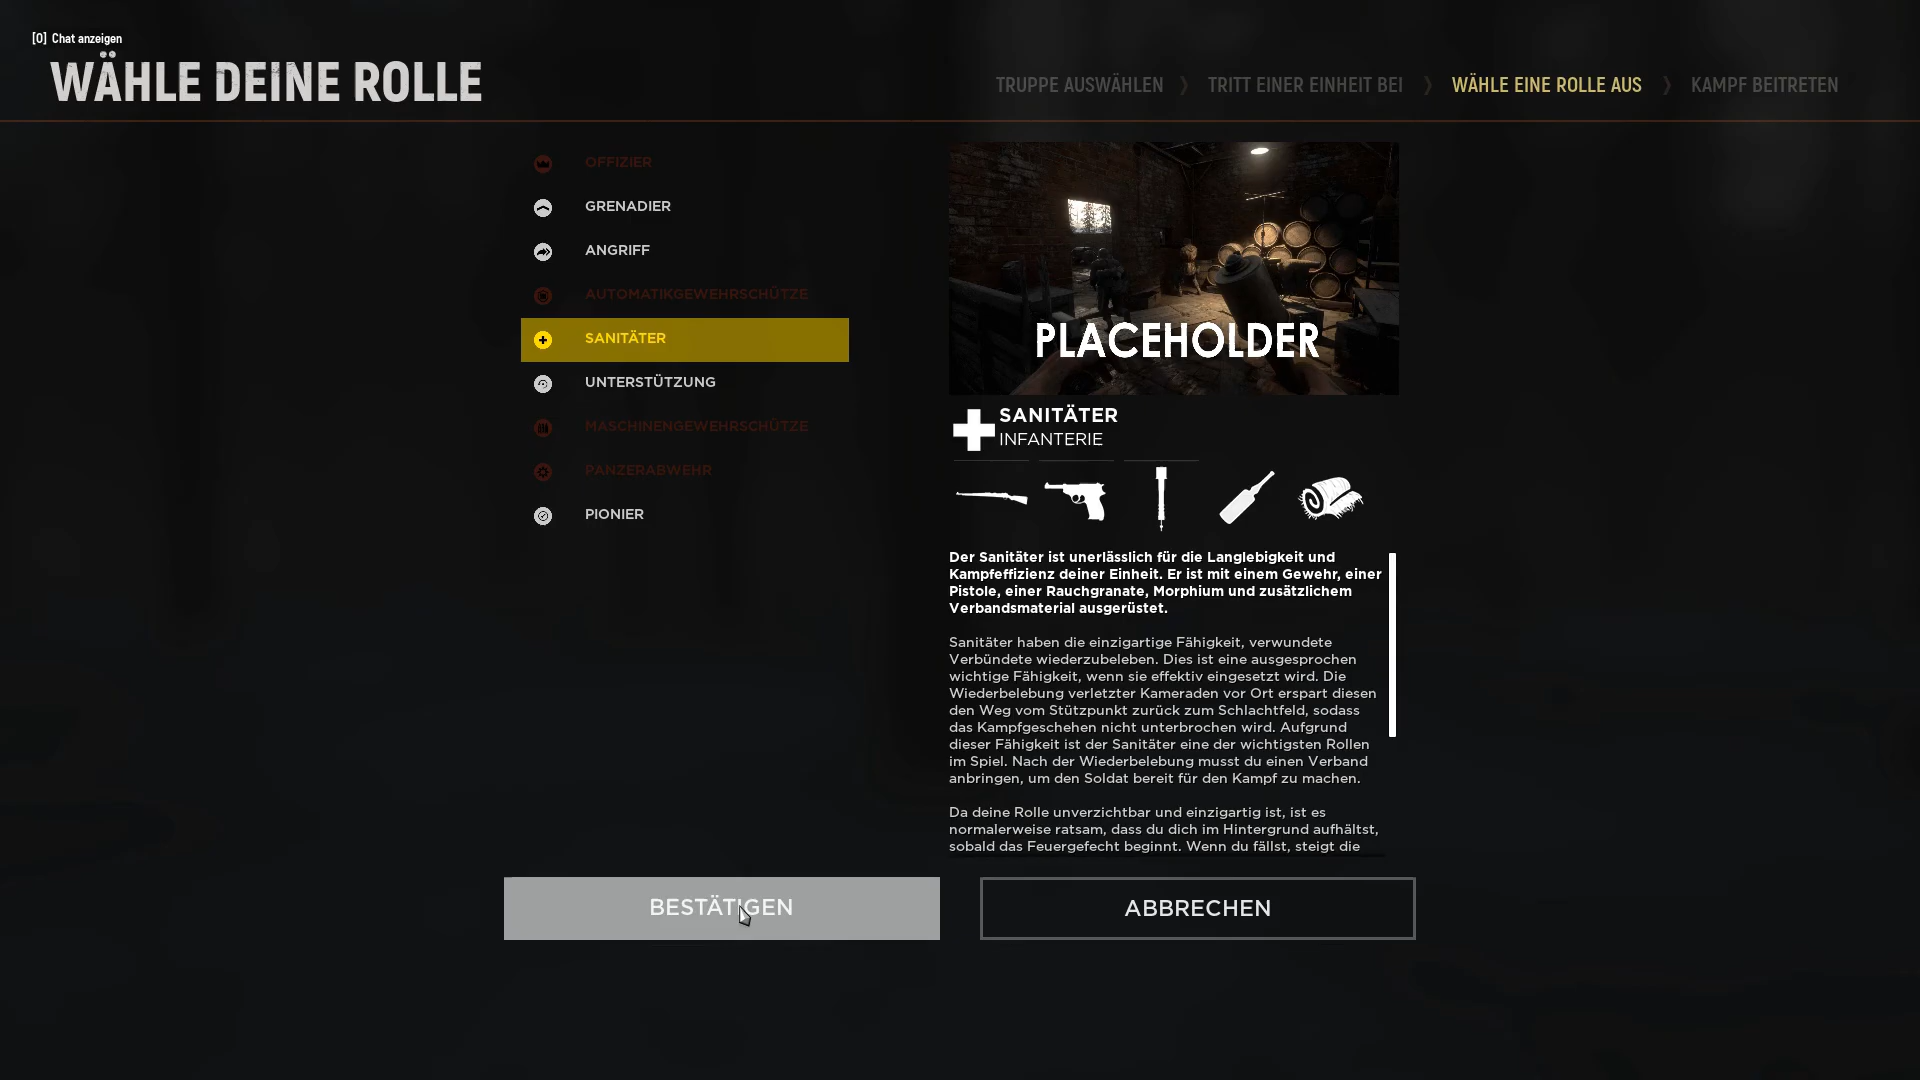 [O] Chat anzeigen
WÄHLE DEINE ROLLE
TRUPPE AUSWÄHLEN
TRITT EINER EINHEIT BEI
WÄHLE EINE ROLLE AUS
KAMPF BEITRETEN
OFFIZIER
GRENADIER
ANGRIFF
AUTOMATIKGEWEHRSCHÜTZE
SANITÄTER
UNTERSTÜTZUNG
MASCHINENGEWEHRSCHÜTZE
PANZERABWEHR
PIONIER
PLACEHOLDER
SANITÄTER
INFANTERIE
Der Sanitäter ist unerlässlich für die Langlebigkeit und
Kampfeffizienz deiner Einheit. Er ist mit einem Gewehr, einer
Pistole, einer Rauchgranate, Morphium und zusätzlichem
Verbandsmaterial ausgerüstet.
Sanitäter haben die einzigartige Fähigkeit, verwundete
Verbündete wiederzubeleben. Dies ist eine ausgesprochen
wichtige Fähigkeit, wenn sie effektiv eingesetzt wird. Die
Wiederbelebung verletzter Kameraden vor Ort erspart diesen
den Weg vom Stützpunkt zurück zum Schlachtfeld, sodass
das Kampfgeschehen nicht unterbrochen wird. Aufgrund
dieser Fähigkeit ist der Sanitäter eine der wichtigsten Rollen
im Spiel. Nach der Wiederbelebung musst du einen Verband
anbringen, um den Soldat bereit für den Kampf zu machen.
Da deine Rolle unverzichtbar und einzigartig ist, ist es
normalerweise ratsam, dass du dich im Hintergrund aufhältst,
sobald das Feuergefecht beginnt. Wenn du fällst, steigt die
BESTÄTIGEN
ABBRECHEN